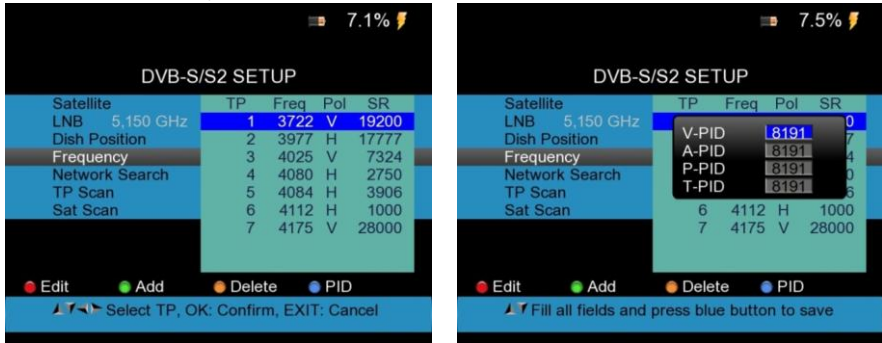 7.1%
DVB-S/S2 SETUP
Satellite TP Freq Pol SR
LNB 5,150 GHz 1 3722 V 19200
Dish Position 2 3977 H 17777
Frequency 3 4025 V 7324
Network Search 4 4080 H 2750
TP Scan 5 4084 H 3906
Sat Scan 6 4112 H 1000
7 4175 V 28000
Edit Add Delete PID
Select TP, OK: Confirm, EXIT: Cancel
7.5%
DVB-S/S2 SETUP
Satellite TP Freq Pol SR
LNB 5,150 GHz 0
Dish Position 7
Frequency 4
Network Search 0
TP Scan 6
V-PID 8191
A-PID 8191
P-PID 8191
T-PID 8191
Sat Scan 6 4112 H 1000
7 4175 V 28000
Edit Add Delete PID
Fill all fields and press blue button to save